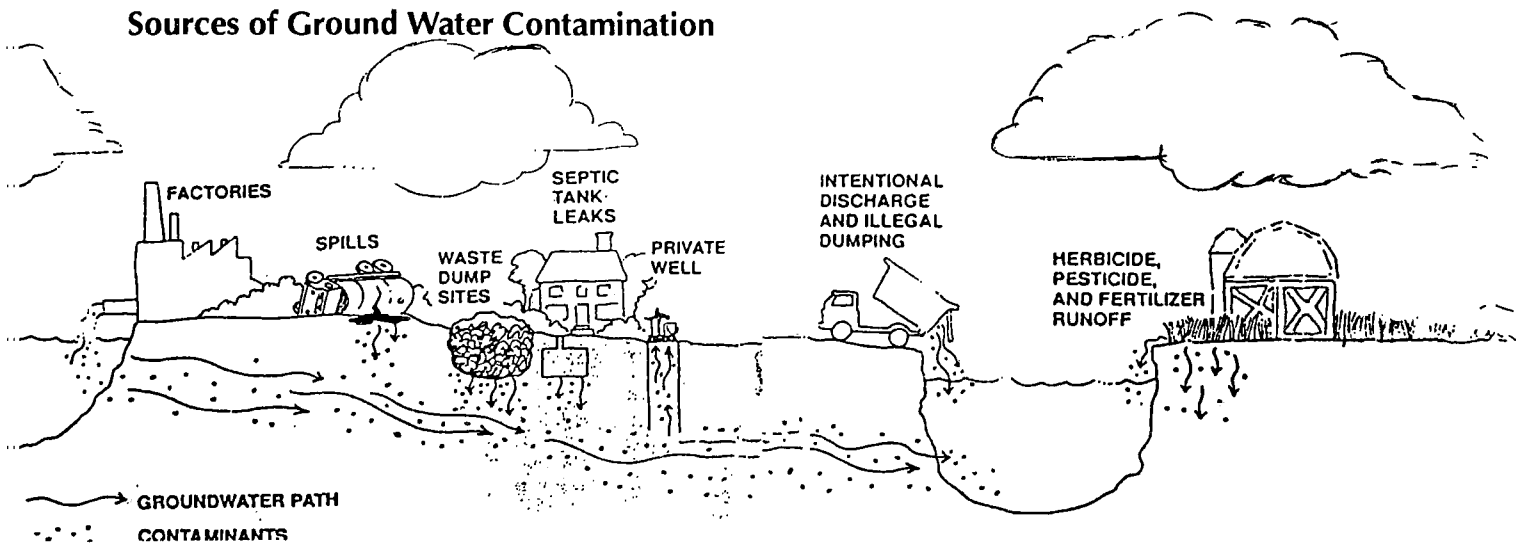 Sources of Ground Water Contamination
FACTORIES
SPILLS
WASTE
DUMP
SITES
SEPTIC
TANK
LEAKS
PRIVATE
WELL
INTENTIONAL
DISCHARGE
AND ILLEGAL
DUMPING
HERBICIDE,
PESTICIDE,
AND FERTILIZER
RUNOFF
GROUNDWATER PATH
CONTAMINANTS